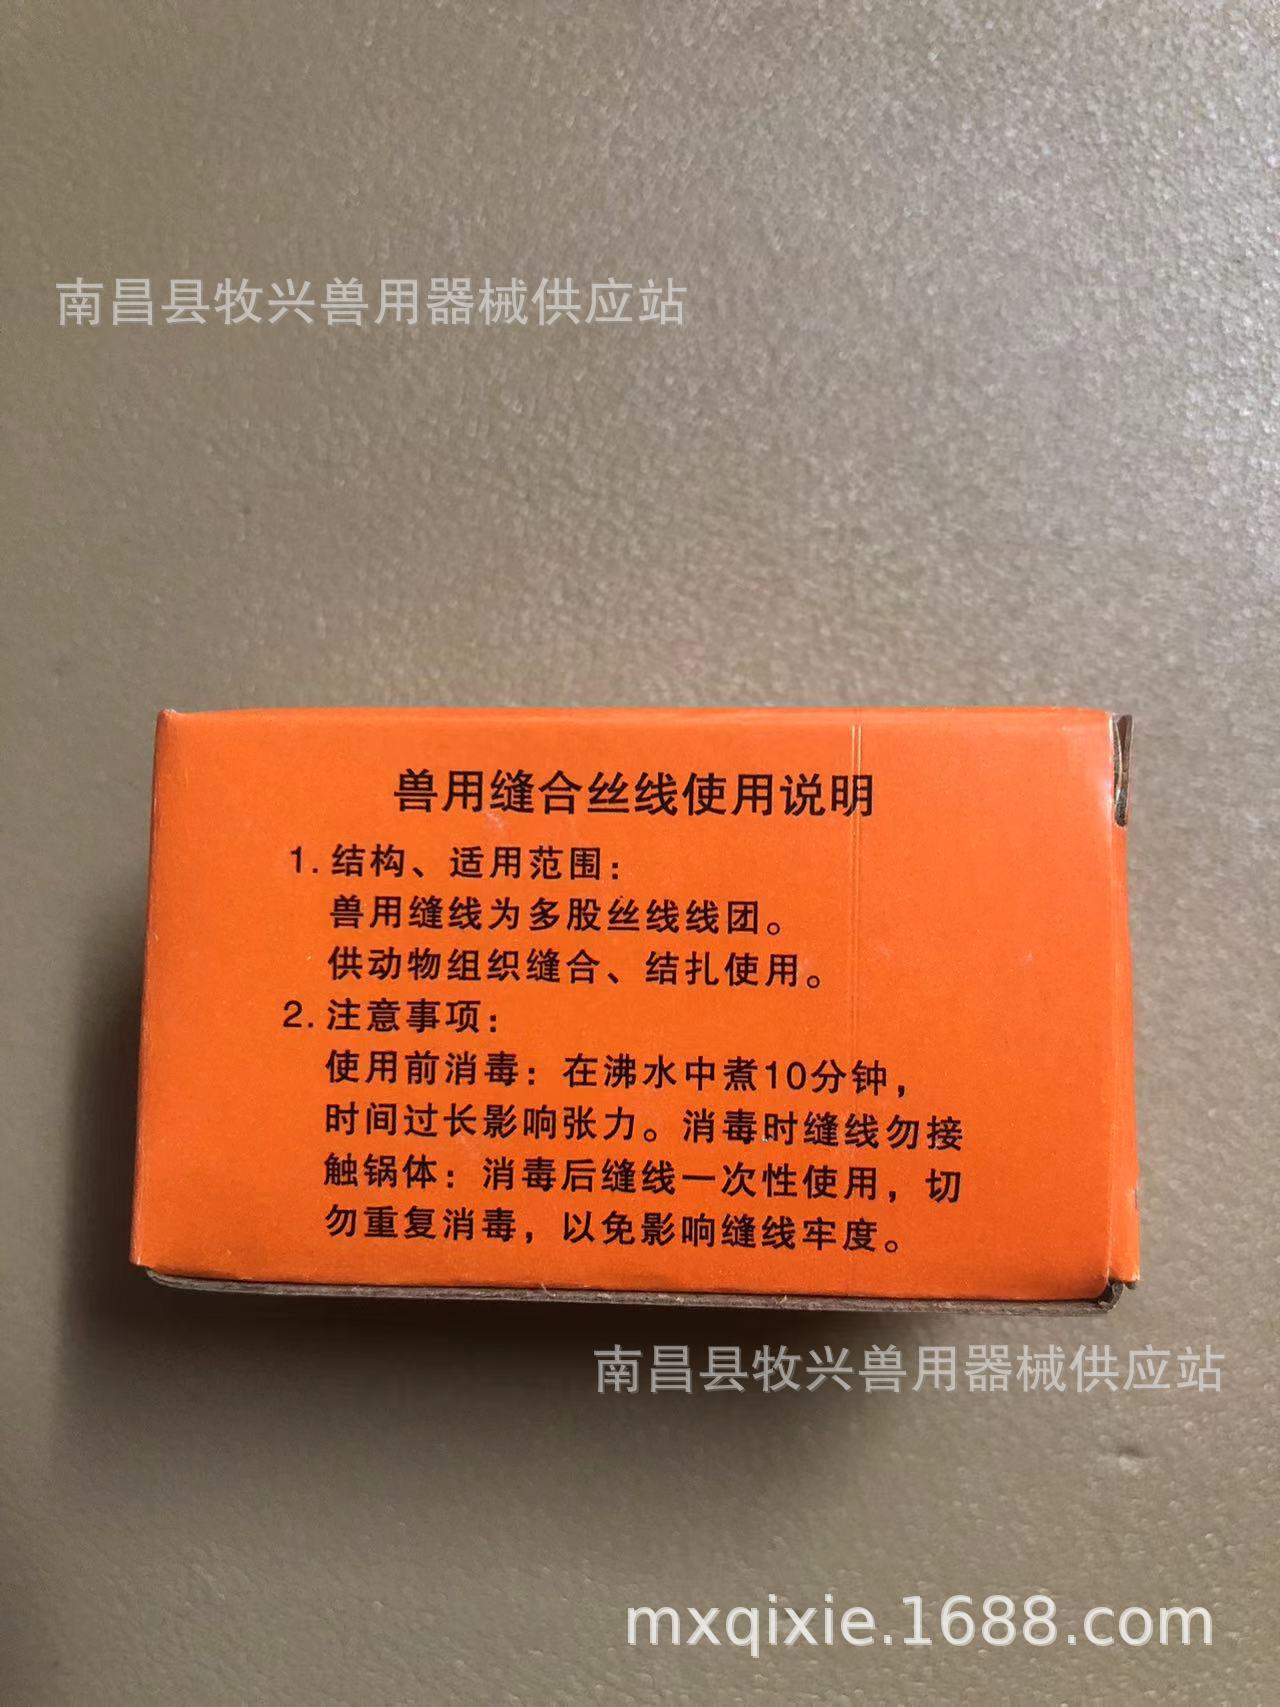 南昌县牧兴兽用器械供应站
兽用缝合丝线使用说明
1. 结构、适用范围：
兽用缝线为多股丝线线团。
供动物组织缝合、结扎使用。
2. 注意事项：
使用前消毒：在沸水中煮10分钟，
时间过长影响张力。消毒时缝线勿接
触锅体：消毒后缝线一次性使用，切
勿重复消毒，以免影响缝线牢度。
南昌县牧兴兽用器械供应站
mxqixie.1688.com